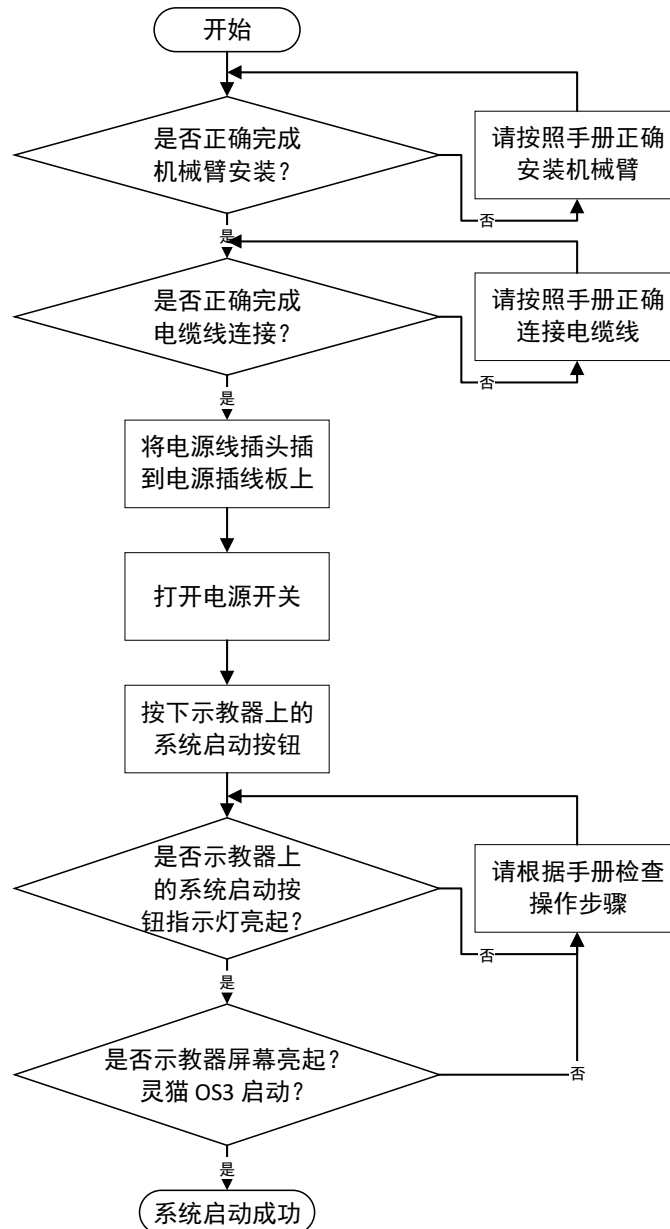 开始
是否正确完成
机械臂安装？
请按照手册正确
安装机械臂
否
是
是否正确完成
电缆线连接？
请按照手册正确
连接电缆线
否
是
将电源线插头插
到电源插线板上
打开电源开关
按下示教器上的
系统启动按钮
是否示教器上
的系统启动按
钮指示灯亮起？
请根据手册检查
操作步骤
否
是
是否示教器屏幕亮起？
灵猫 OS3 启动？
否
是
系统启动成功